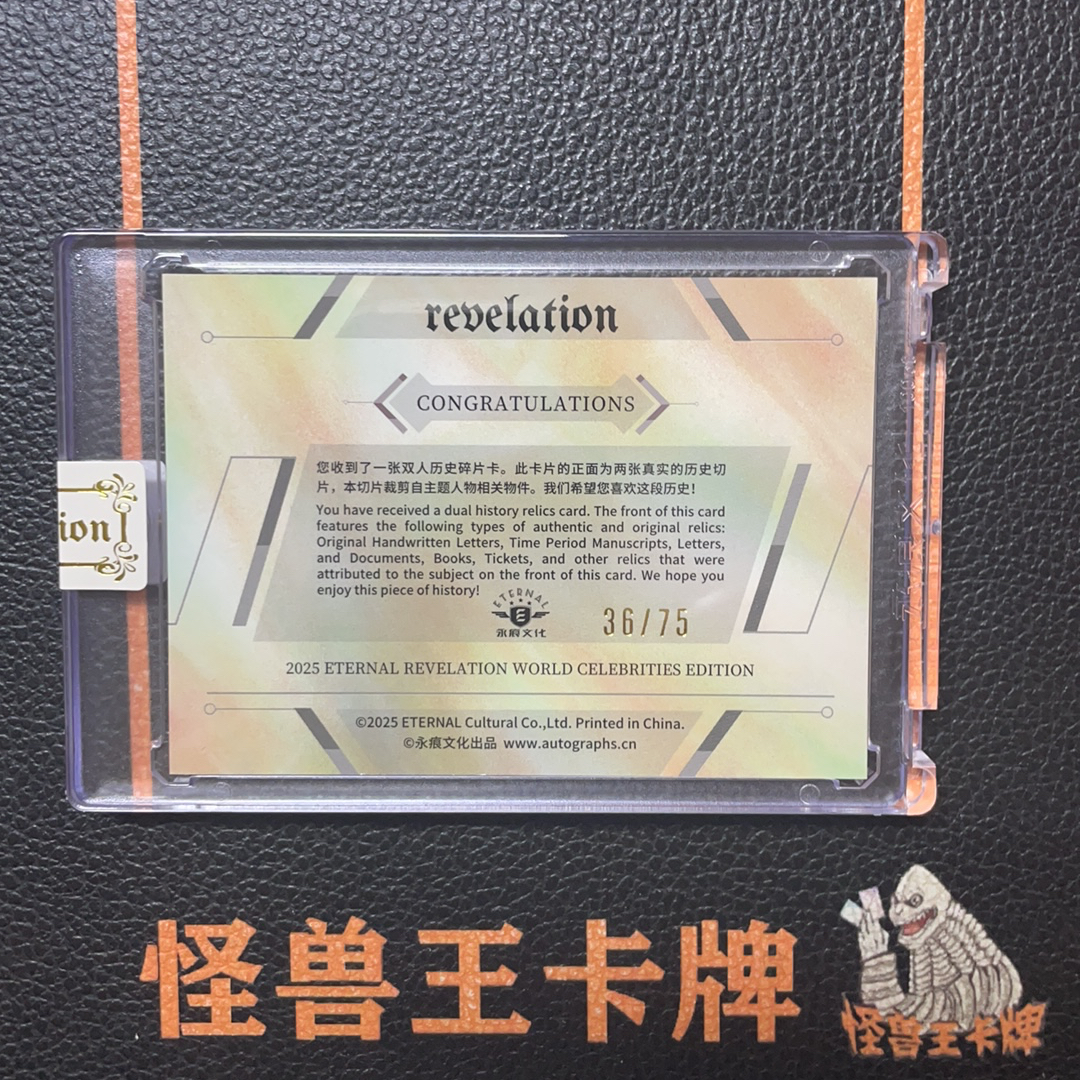 revelation
CONGRATULATIONS
您收到了一张双人历史碎片卡。此卡片的正面为两张真实的历史切
片，本切片裁剪自主题人物相关物件。我们希望您喜欢这段历史！
You have received a dual history relics card. The front of this card
features the following types of authentic and original relics:
Original Handwritten Letters, Time Period Manuscripts, Letters,
and Documents, Books, Tickets, and other relics that were
attributed to the subject on the front of this card. We hope you
enjoy this piece of history!
ETERNAL
E
永痕文化
36/75
2025 ETERNAL REVELATION WORLD CELEBRITIES EDITION
©2025 ETERNAL Cultural Co.,Ltd. Printed in China.
©永痕文化出品 www.autographs.cn
ion
怪兽王卡牌
怪兽王卡牌